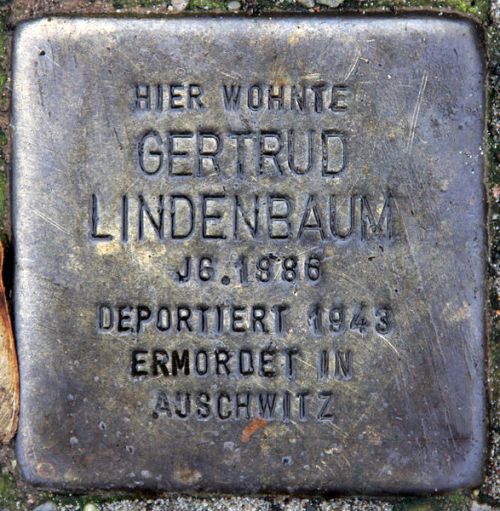 HIER WOHNTE
GERTRUD
LINDENBAUM
JG. 1886
DEPORTIERT 1943
ERMORDET IN
AUSCHWITZ